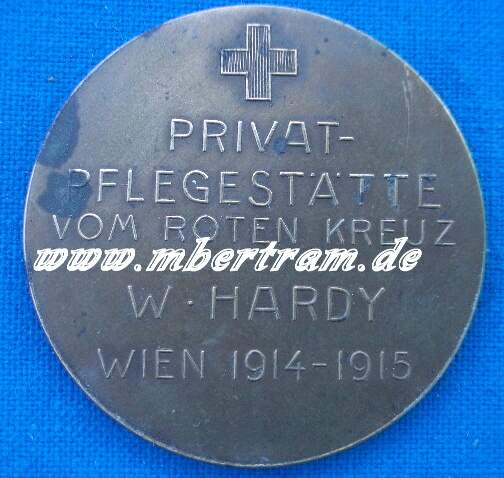 PRIVAT-
PFLEGESTÄTTE
VOM ROTEN KREUZ
www.mbertram.de
W · HARDY
WIEN 1914-1915